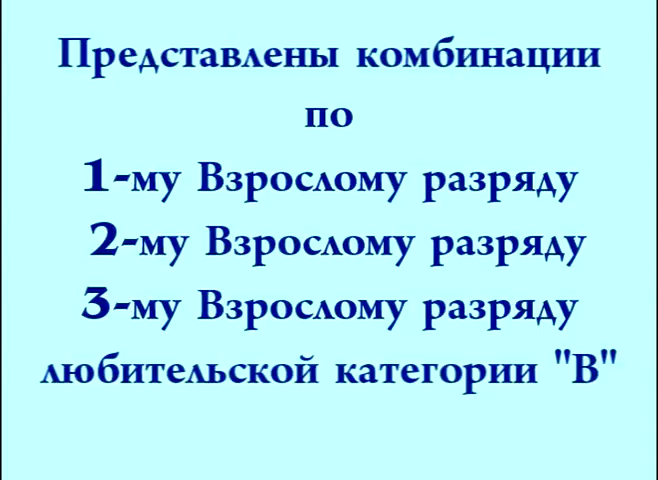 Представлены комбинации
по
1-му Взрослому разряду
2-му Взрослому разряду
3-му Взрослому разряду
любительской категории "В"